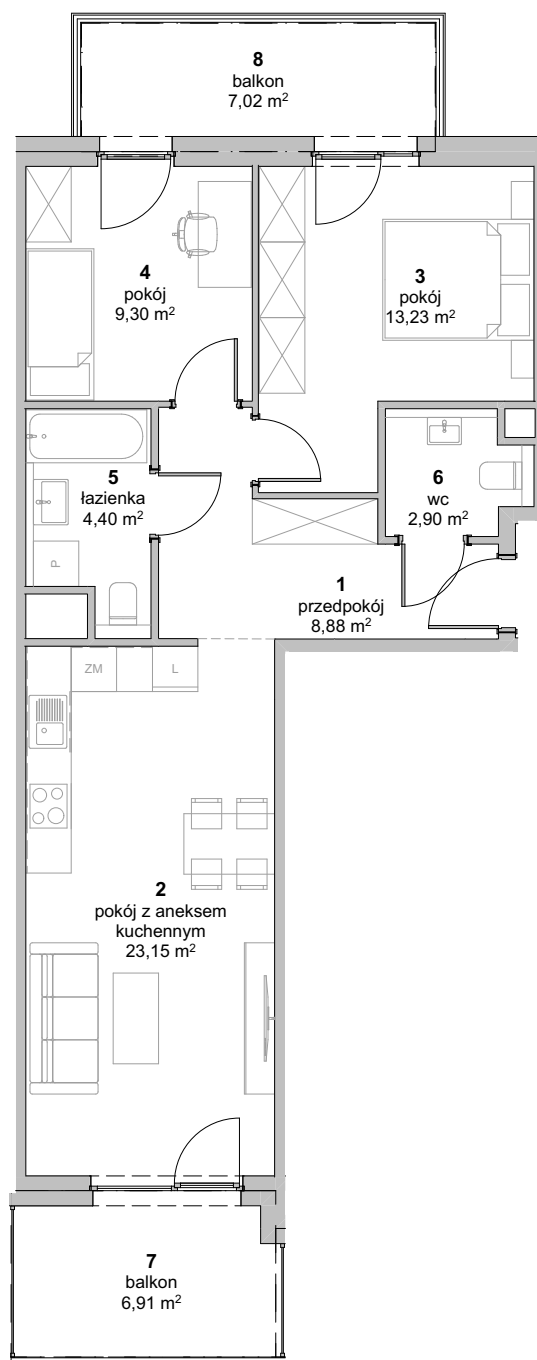 8
balkon
7,02 m²
4
pokój
9,30 m²
3
pokój
13,23 m²
5
łazienka
4,40 m²
6
wc
2,90 m²
P
1
przedpokój
8,88 m²
ZM
L
2
pokój z aneksem
kuchennym
23,15 m²
7
balkon
6,91 m²